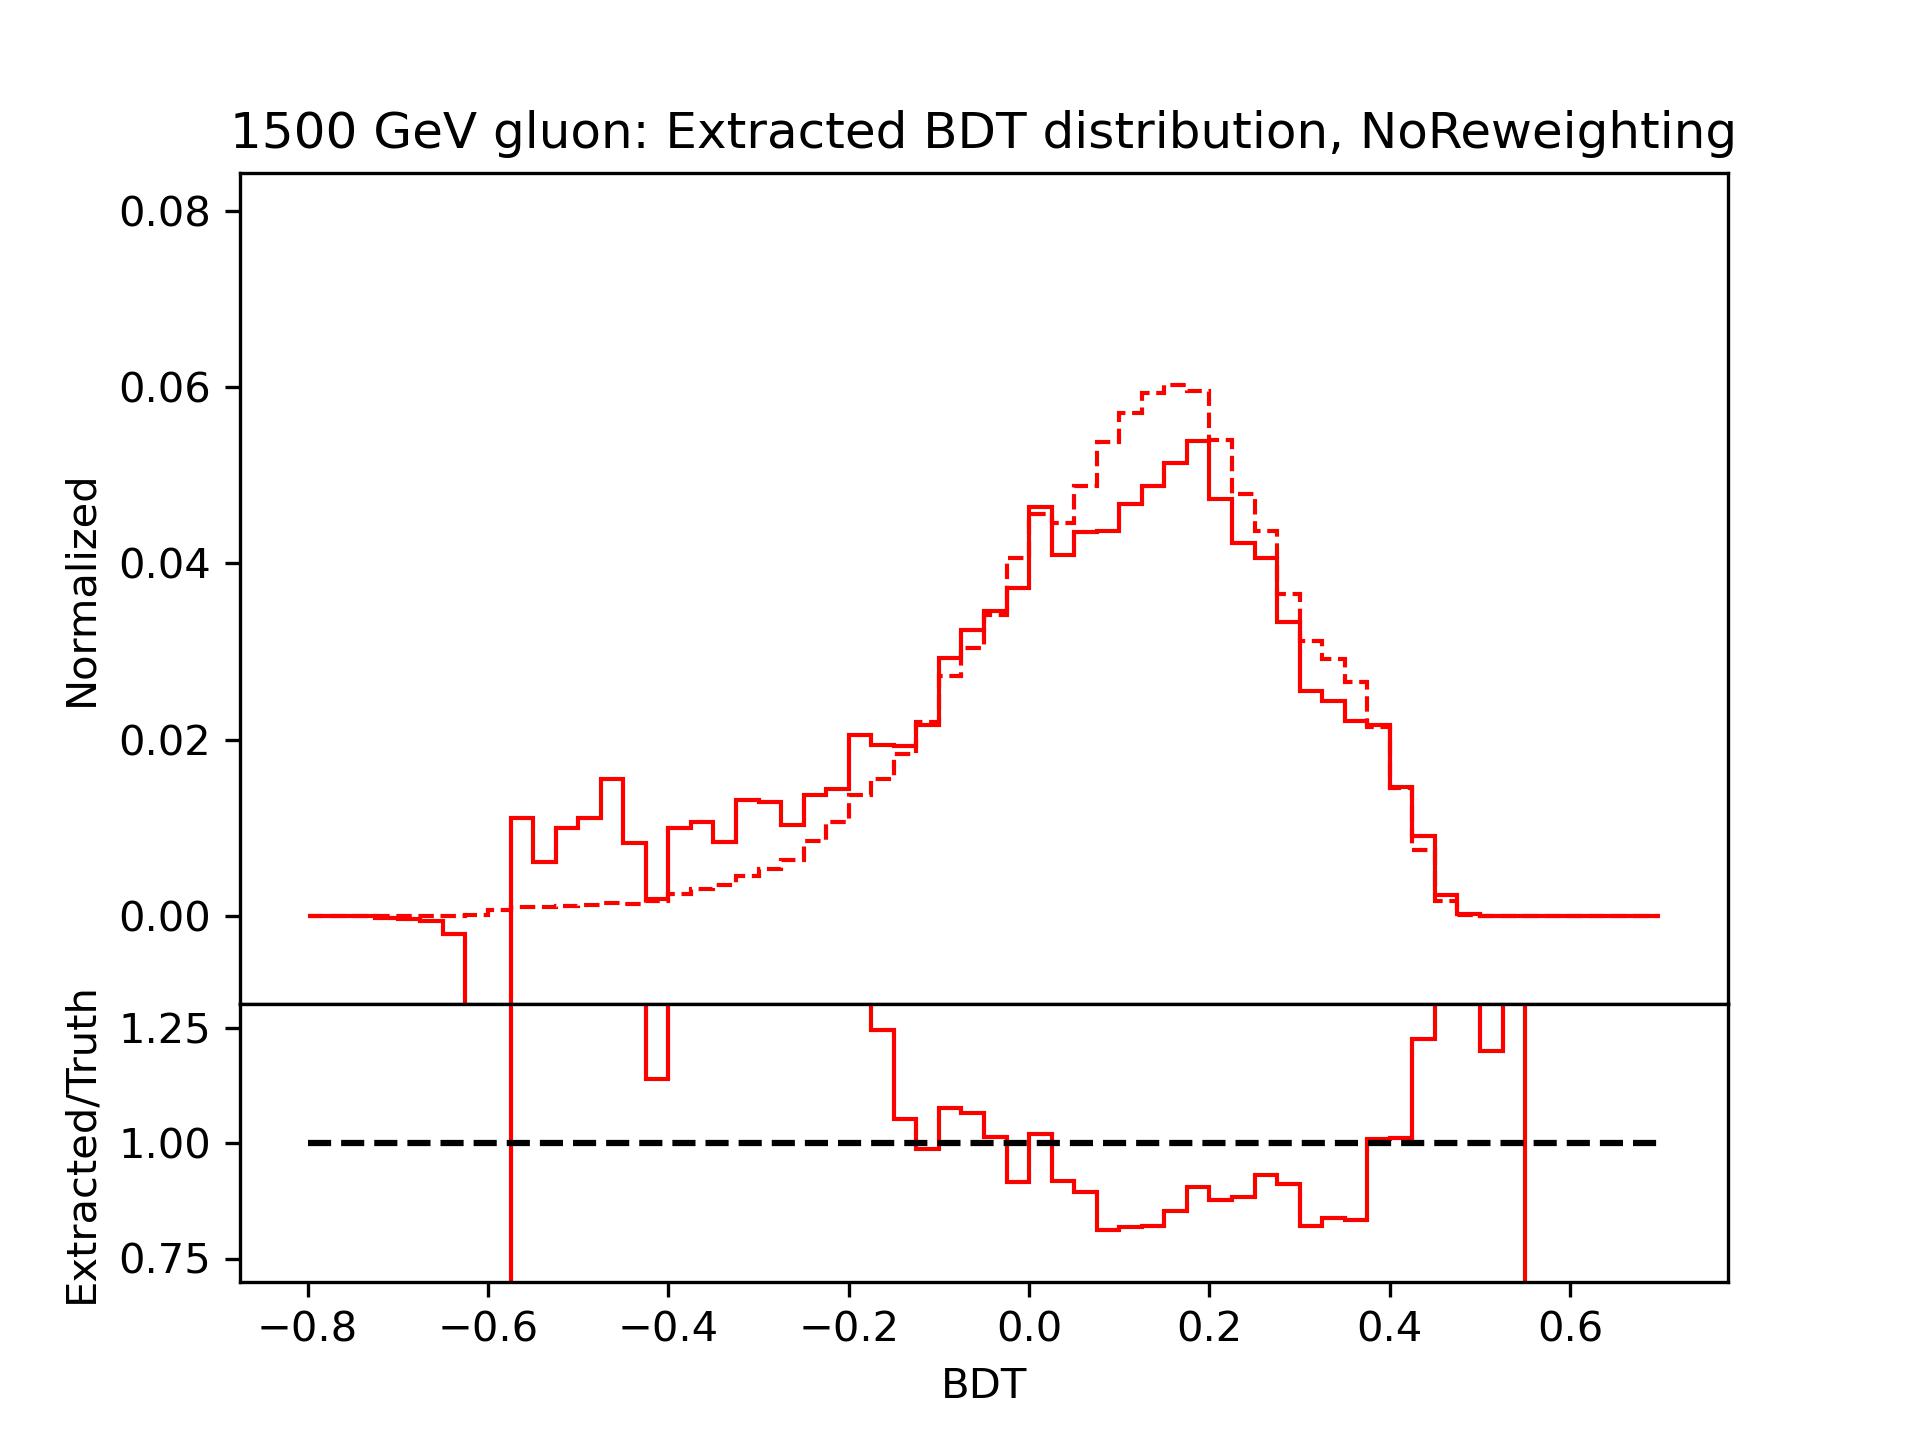 1500 GeV gluon: Extracted BDT distribution, NoReweighting
Normalized
0.08
0.06
0.04
0.02
0.00
Extracted/Truth
1.25
1.00
0.75
−0.8 −0.6 −0.4 −0.2 0.0 0.2 0.4 0.6
BDT